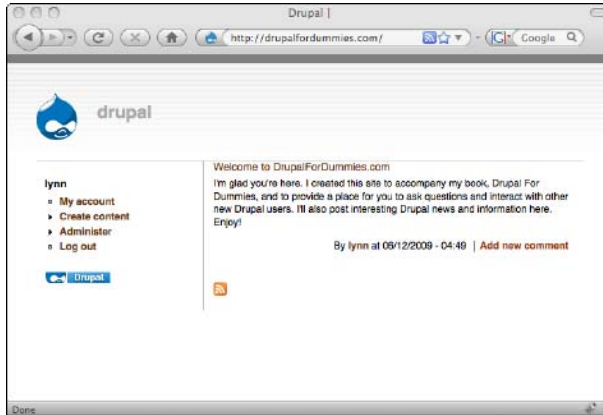 Drupal |
http://drupalfordummies.com/
Google
drupal
lynn
My account
Create content
Administer
Log out
Drupal
Welcome to DrupalForDummies.com
I'm glad you're here. I created this site to accompany my book, Drupal For
Dummies, and to provide a place for you to ask questions and interact with other
new Drupal users. I'll also post interesting Drupal news and information here.
Enjoy!
By lynn at 06/12/2009 - 04:49 | Add new comment
Done